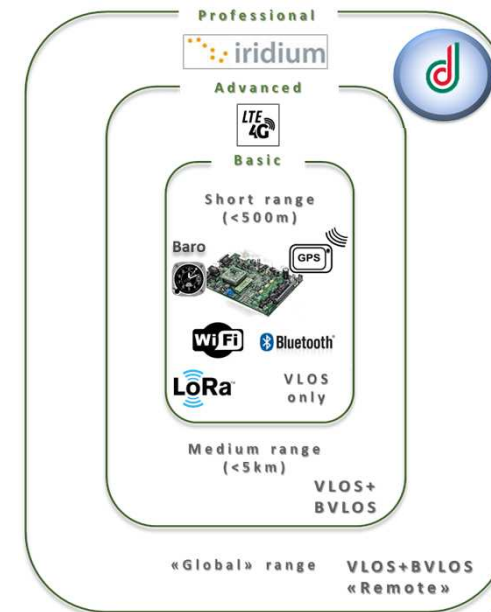 Professional
iridium
Advanced
LTE
4G
Basic
Short range
(<500m)
Baro
GPS
WiFi
Bluetooth
LoRa™
VLOS
only
Medium range
(<5km)
VLOS+
BVLOS
«Global» range
VLOS+BVLOS
«Remote»